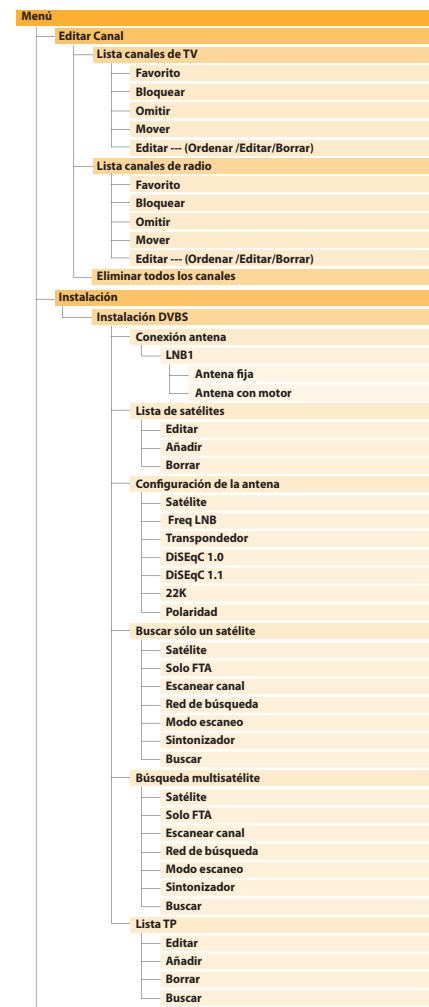 Menú
Editar Canal
Lista canales de TV
Favorito
Bloquear
Omitir
Mover
Editar --- (Ordenar /Editar/Borrar)
Lista canales de radio
Favorito
Bloquear
Omitir
Mover
Editar --- (Ordenar /Editar/Borrar)
Eliminar todos los canales
Instalación
Instalación DVBS
Conexión antena
LNB1
Antena fija
Antena con motor
Lista de satélites
Editar
Añadir
Borrar
Configuración de la antena
Satélite
Freq LNB
Transpondedor
DiSEqC 1.0
DiSEqC 1.1
22K
Polaridad
Buscar sólo un satélite
Satélite
Solo FTA
Escanear canal
Red de búsqueda
Modo escaneo
Sintonizador
Buscar
Búsqueda multisatélite
Satélite
Solo FTA
Escanear canal
Red de búsqueda
Modo escaneo
Sintonizador
Buscar
Lista TP
Editar
Añadir
Borrar
Buscar